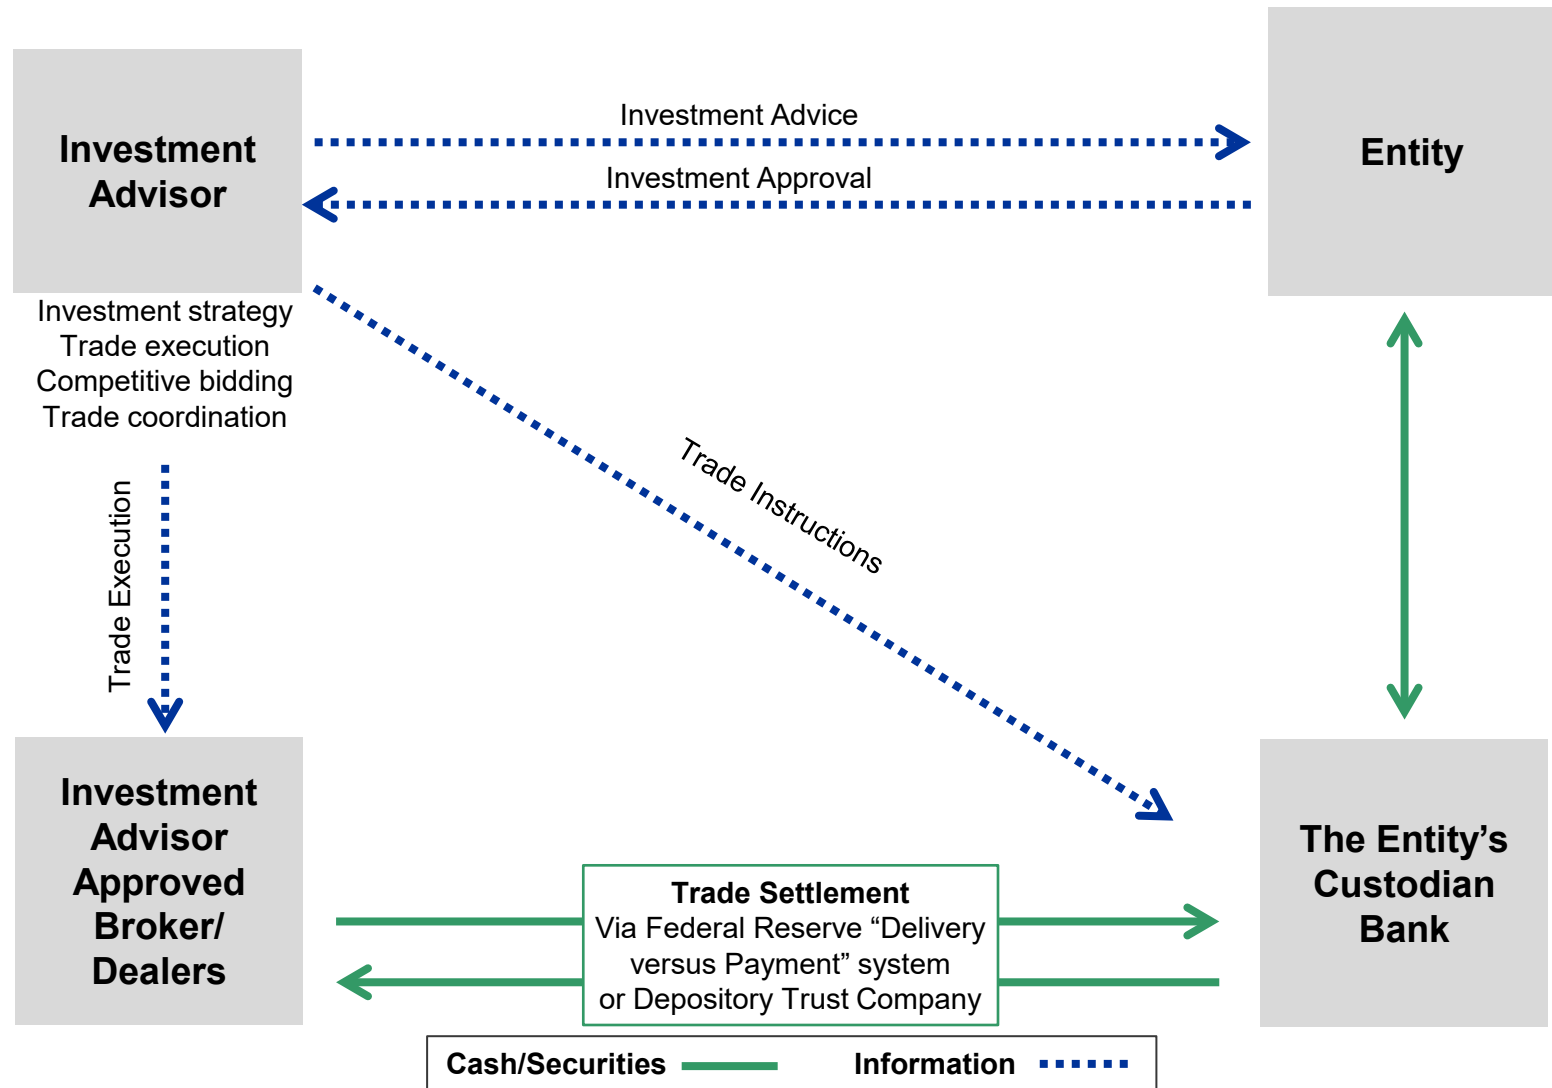 Investment
Advisor
Investment Advice
Investment Approval
Entity
Investment strategy
Trade execution
Competitive bidding
Trade coordination
Trade Execution
Trade Instructions
Investment
Advisor
Approved
Broker/
Dealers
Trade Settlement
Via Federal Reserve “Delivery
versus Payment” system
or Depository Trust Company
The Entity’s
Custodian
Bank
Cash/Securities
Information